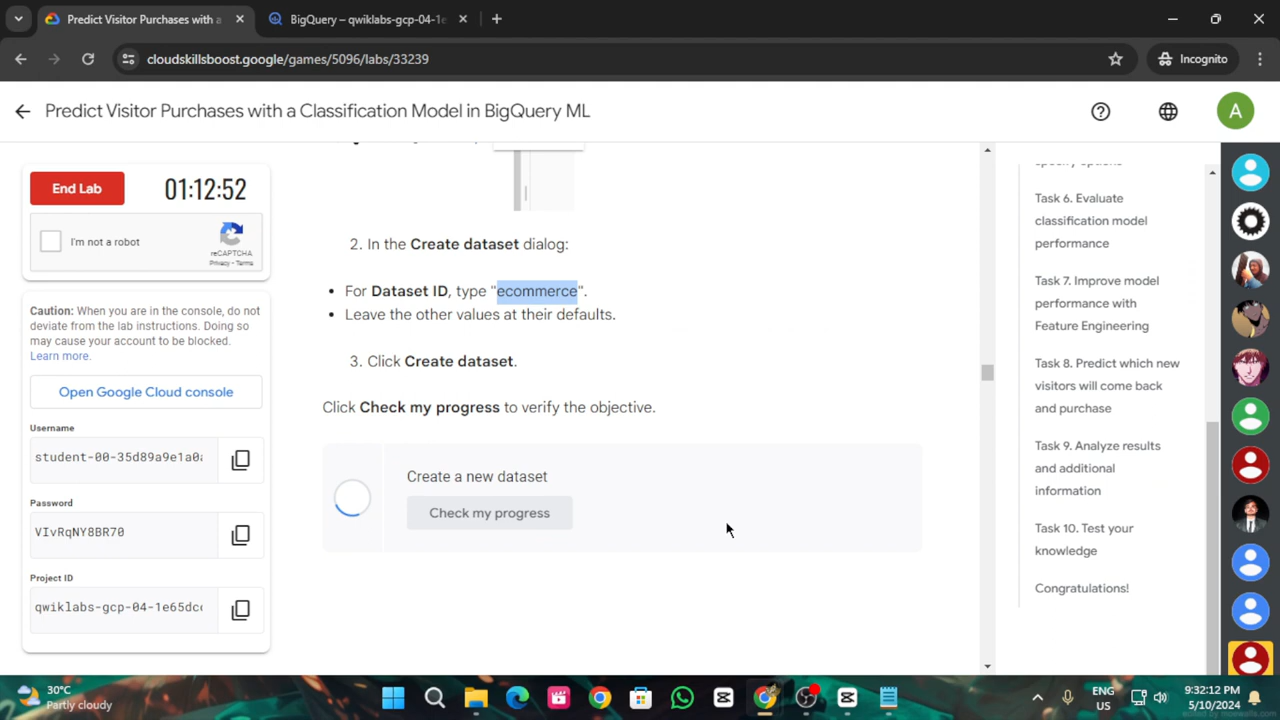 Predict Visitor Purchases with a
BigQuery – qwiklabs-gcp-04-1e
cloudskillsboost.google/games/5096/labs/33239
Incognito
Predict Visitor Purchases with a Classification Model in BigQuery ML
A
End Lab
01:12:52
I'm not a robot
reCAPTCHA
Privacy - Terms
Caution: When you are in the console, do not
deviate from the lab instructions. Doing so
may cause your account to be blocked.
Learn more.
Open Google Cloud console
Username
student-00-35d89a9e1a0
Password
VIvRqNY8BR70
Project ID
qwiklabs-gcp-04-1e65dc
2. In the Create dataset dialog:
• For Dataset ID, type "ecommerce".
• Leave the other values at their defaults.
3. Click Create dataset.
Click Check my progress to verify the objective.
Create a new dataset
Check my progress
Task 6. Evaluate
classification model
performance
Task 7. Improve model
performance with
Feature Engineering
Task 8. Predict which new
visitors will come back
and purchase
Task 9. Analyze results
and additional
information
Task 10. Test your
knowledge
Congratulations!
30°C
Partly cloudy
ENG
US
9:32:12 PM
5/10/2024